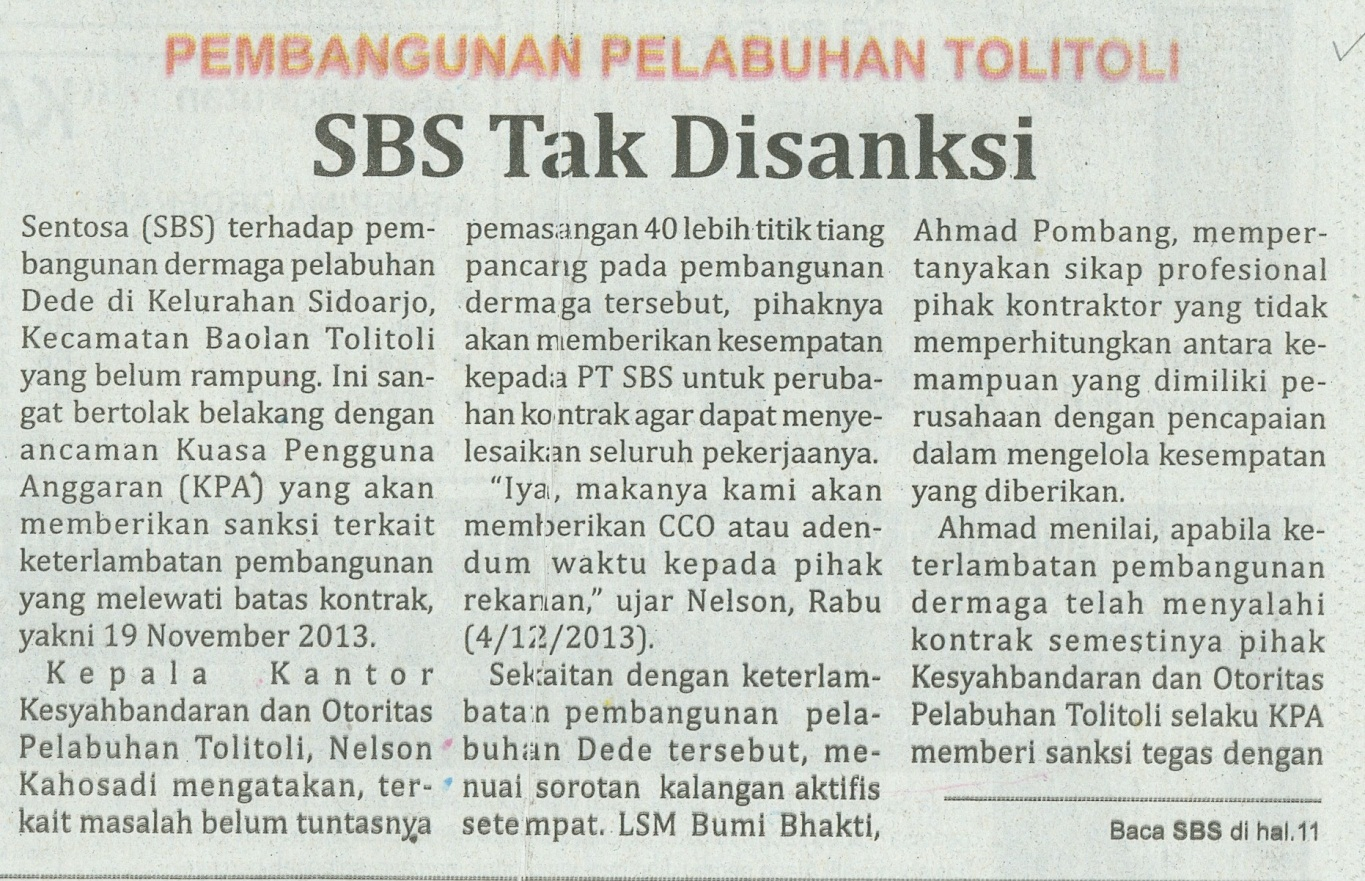 PEMBANGUNAN PELABUHAN TOLITOLI
SBS Tak Disanksi
Sentosa (SBS) terhadap pem-
bangunan dermaga pelabuhan
Dede di Kelurahan Sidoarjo,
Kecamatan Baolan Tolitoli
yang belum rampung. Ini san-
gat bertolak belakang dengan
ancaman Kuasa Pengguna
Anggaran (KPA) yang akan
memberikan sanksi terkait
keterlambatan pembangunan
yang melewati batas kontrak,
yakni 19 November 2013.
Kepala Kantor
Kesyahbandaran dan Otoritas
Pelabuhan Tolitoli, Nelson
Kahosadi mengatakan, ter-
kait masalah belum tuntasnya
pemasangan 40 lebih titik tiang
pancang pada pembangunan
dermaga tersebut, pihaknya
akan memberikan kesempatan
kepada PT SBS untuk peruba-
han kontrak agar dapat menye-
lesaikan seluruh pekerjaanya.
“Iya, makanya kami akan
memberikan CCO atau aden-
dum waktu kepada pihak
rekanan,” ujar Nelson, Rabu
(4/12/2013).
Sekaitan dengan keterlam-
batan pembangunan pela-
buhan Dede tersebut, me-
nuai sorotan kalangan aktifis
setempat. LSM Bumi Bhakti,
Ahmad Pombang, memper-
tanyakan sikap profesional
pihak kontraktor yang tidak
memperhitungkan antara ke-
mampuan yang dimiliki pe-
rusahaan dengan pencapaian
dalam mengelola kesempatan
yang diberikan.
Ahmad menilai, apabila ke-
terlambatan pembangunan
dermaga telah menyalahi
kontrak semestinya pihak
Kesyahbandaran dan Otoritas
Pelabuhan Tolitoli selaku KPA
memberi sanksi tegas dengan
Baca SBS di hal.11